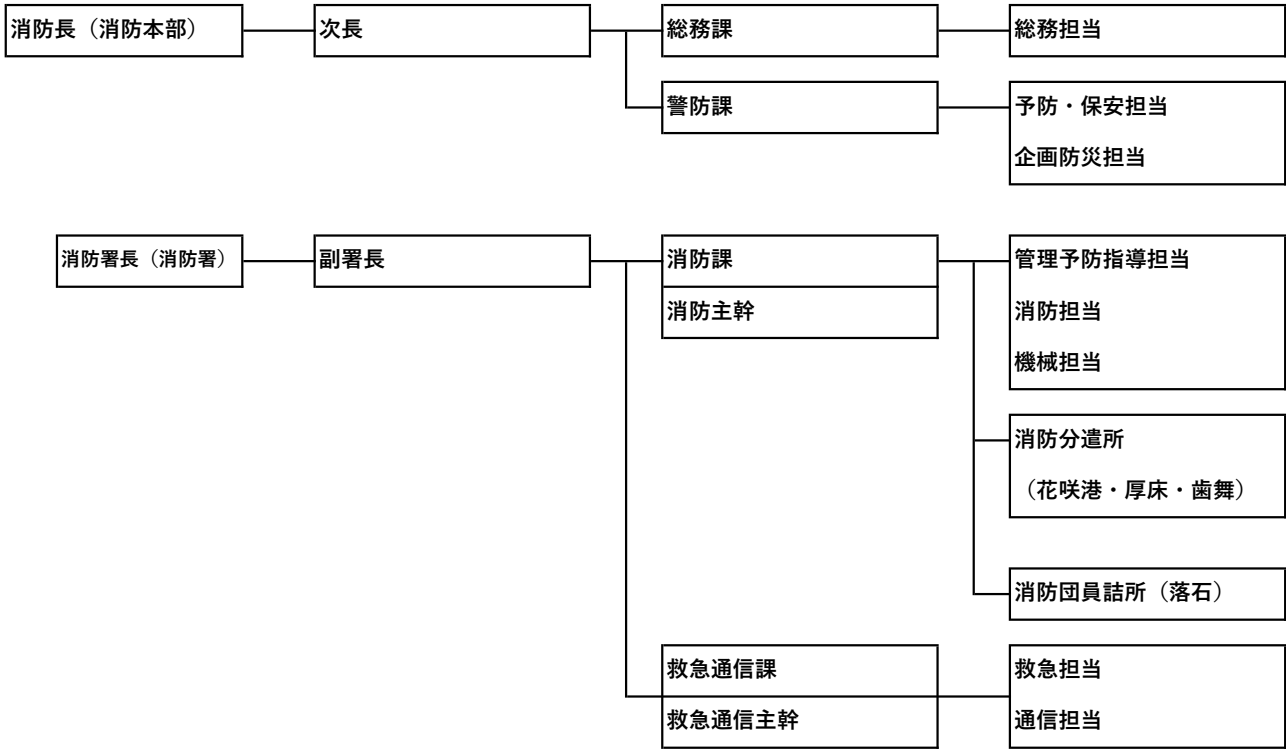 消防長（消防本部）
次長
総務課
総務担当
警防課
予防・保安担当
企画防災担当
消防署長（消防署）
副署長
消防課
消防主幹
管理予防指導担当
消防担当
機械担当
消防分遣所
（花咲港・厚床・歯舞）
消防団員詰所（落石）
救急通信課
救急通信主幹
救急担当
通信担当